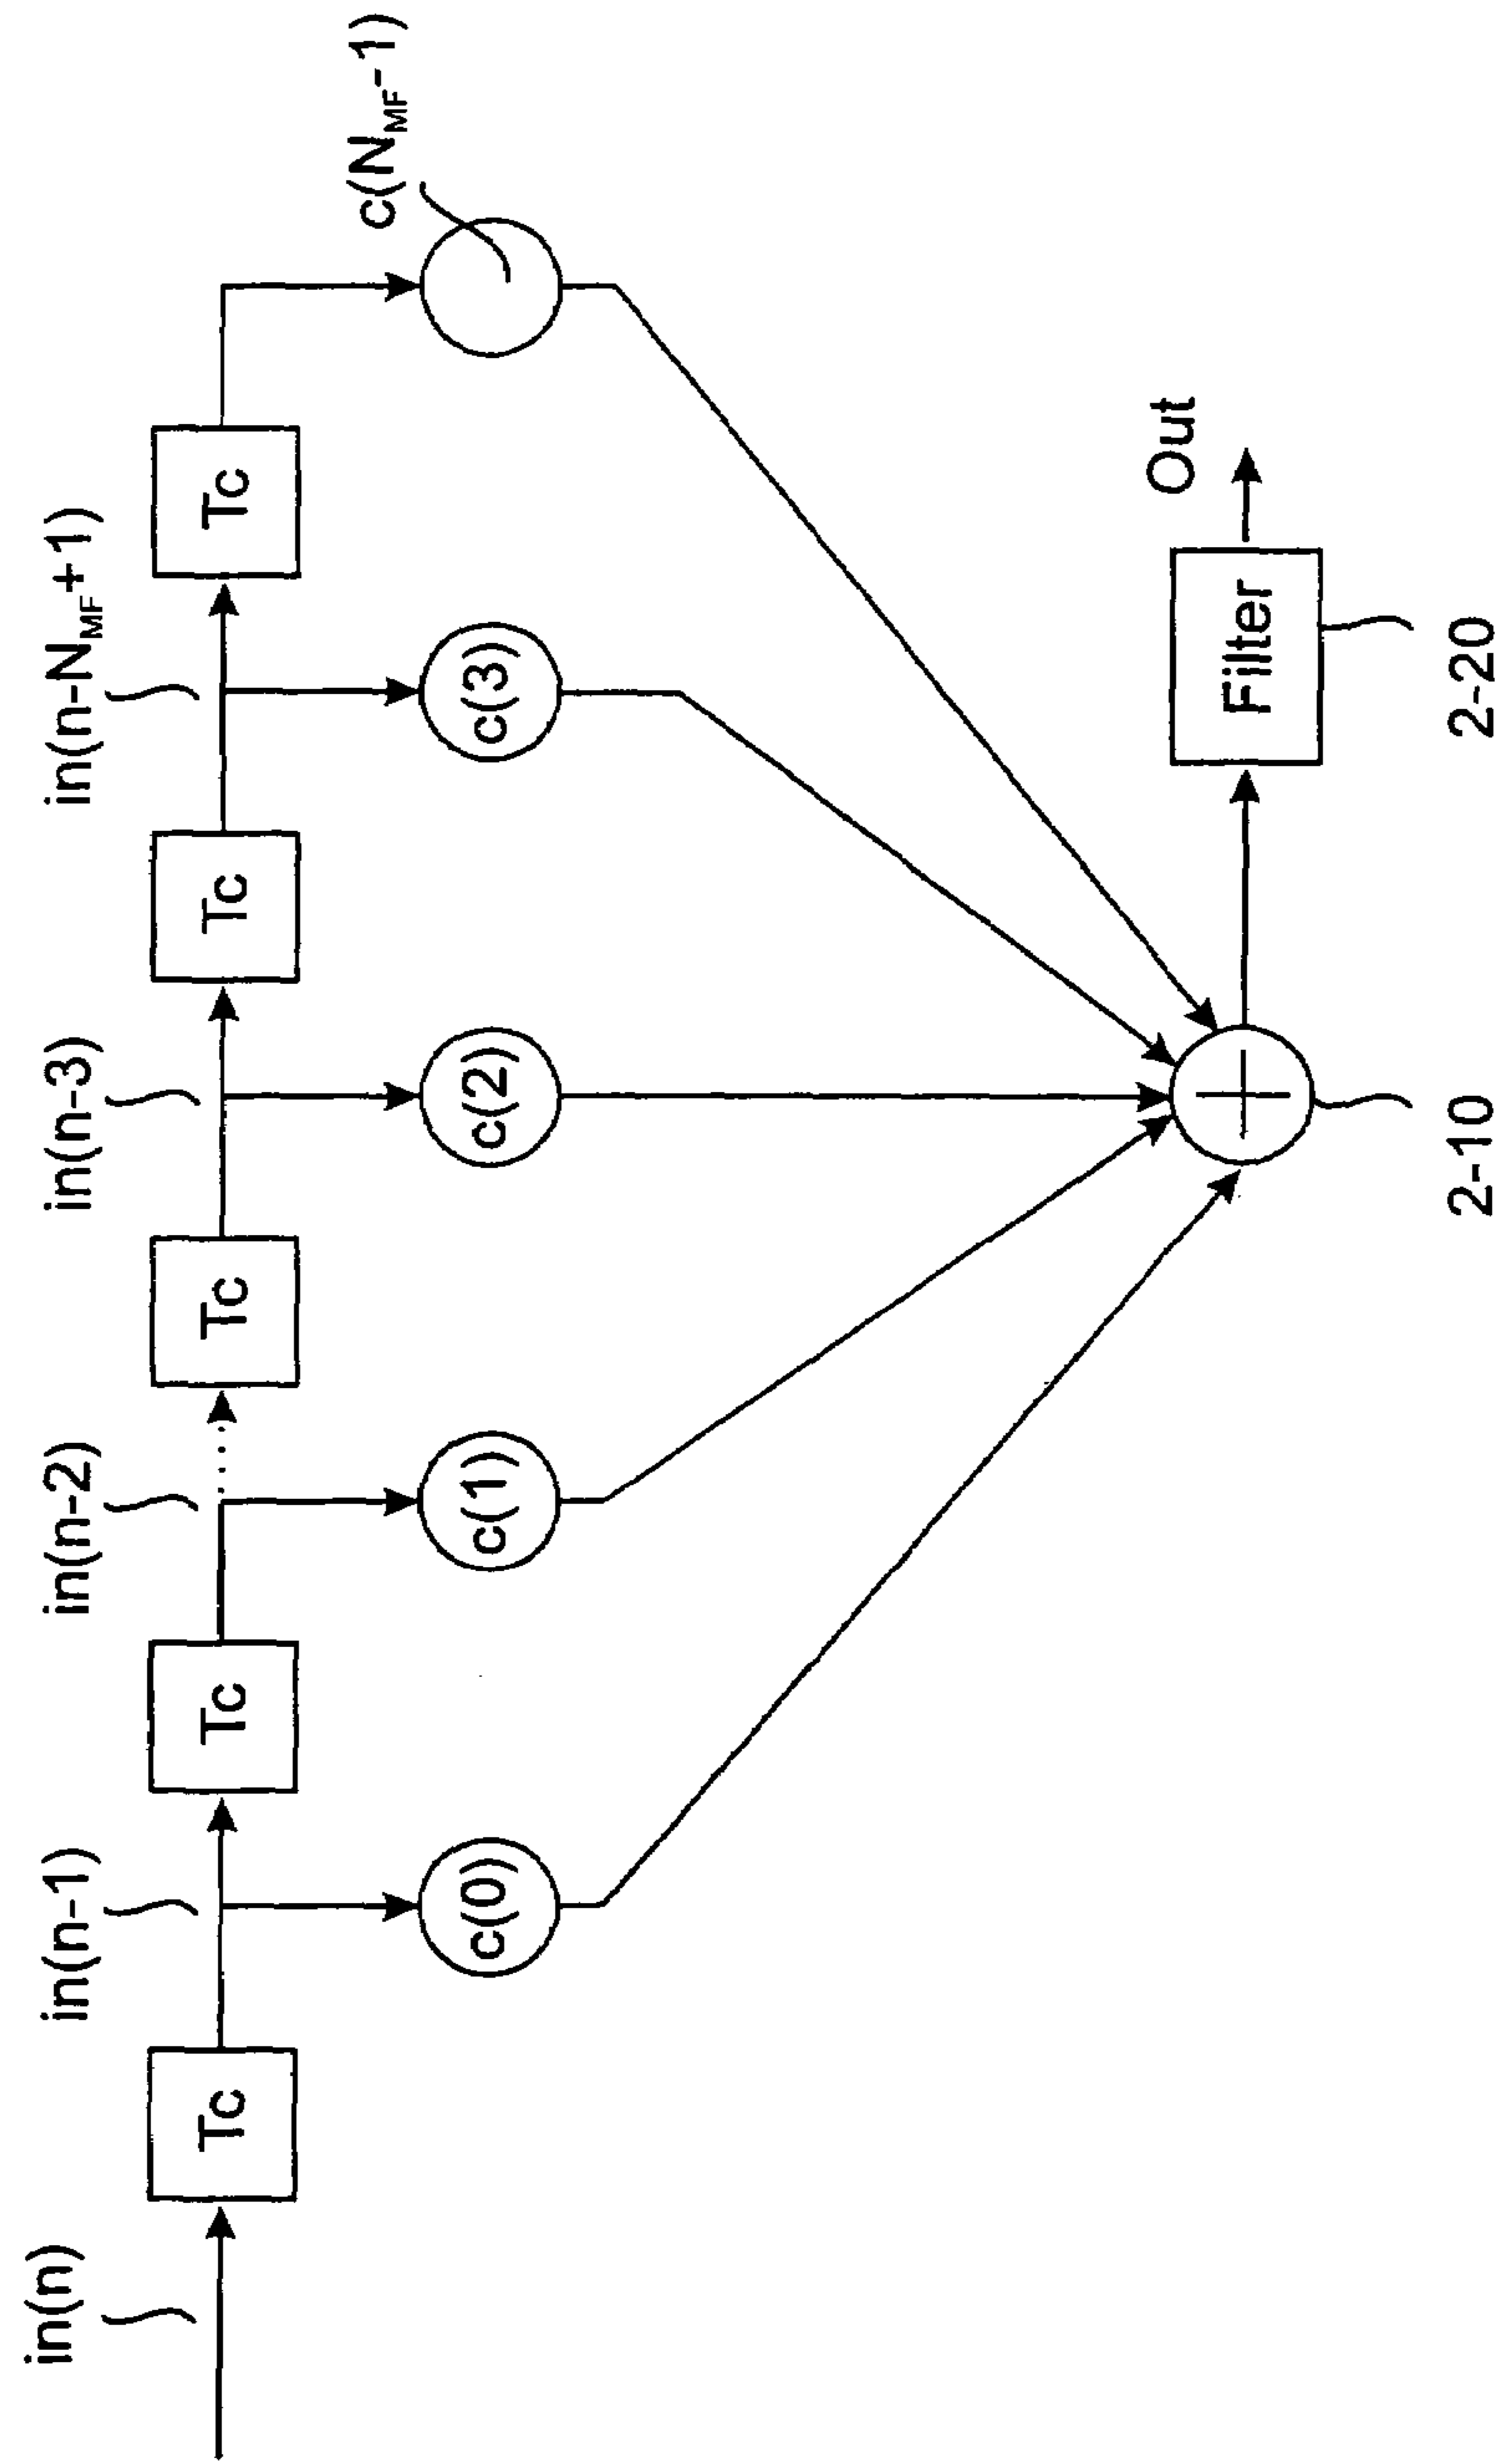 in(n)
in(n-1)
in(n-2)
in(n-3)
in(n-N_MF+1)
Tc
Tc
Tc
Tc
Tc
c(0)
c(1)
c(2)
c(3)
c(N_MF-1)
Filter
Out
2-10
2-20